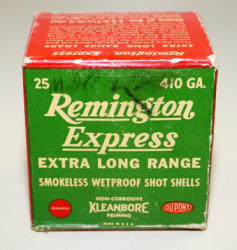 EXTRA LONG RANGE LOADS
25
410 GA.
Remington
Express
EXTRA LONG RANGE
SMOKELESS WETPROOF SHOT SHELLS
NON-CORROSIVE
KLEANBORE
PRIMING
DUPONT
MADE IN U.S.A.